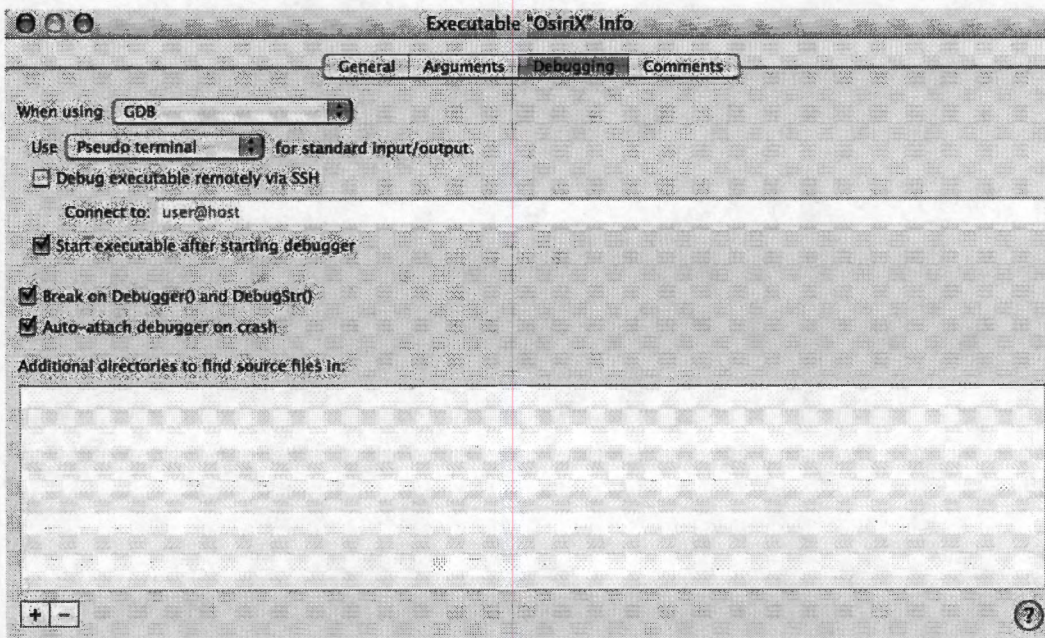 Executable "OsiriX" Info
General Arguments Debugging Comments
When using GDB
Use Pseudo terminal for standard input/output
Debug executable remotely via SSH
Connect to: user@host
Start executable after starting debugger
Break on Debugger() and DebugStr()
Auto-attach debugger on crash
Additional directories to find source files in:
+ - ?